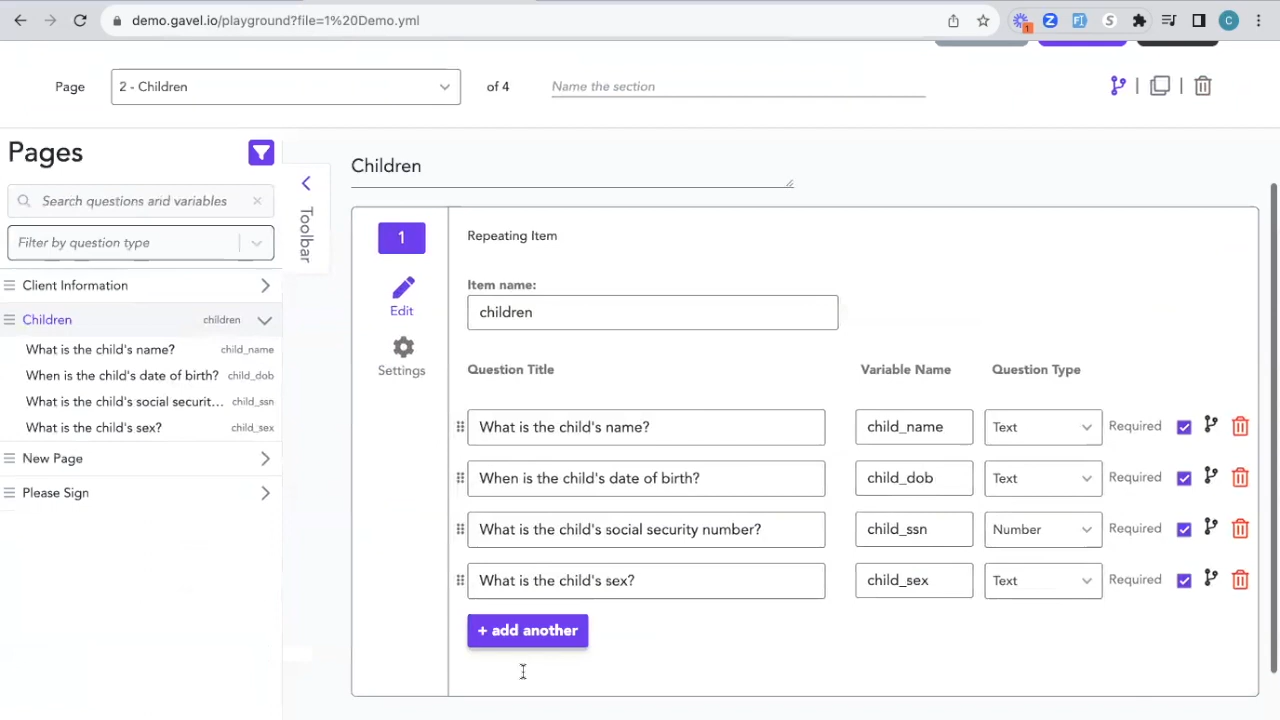 demo.gavel.io/playground?file=1%20Demo.yml
1
C
Page
2 - Children
of 4
Name the section
Pages
Search questions and variables
Filter by question type
Toolbar
Client Information
Children children
What is the child's name? child_name
When is the child's date of birth? child_dob
What is the child's social securit... child_ssn
What is the child's sex? child_sex
New Page
Please Sign
Children
1
Edit
Settings
Repeating Item
Item name:
children
Question Title Variable Name Question Type
What is the child's name? child_name Text Required
When is the child's date of birth? child_dob Text Required
What is the child's social security number? child_ssn Number Required
What is the child's sex? child_sex Text Required
+ add another